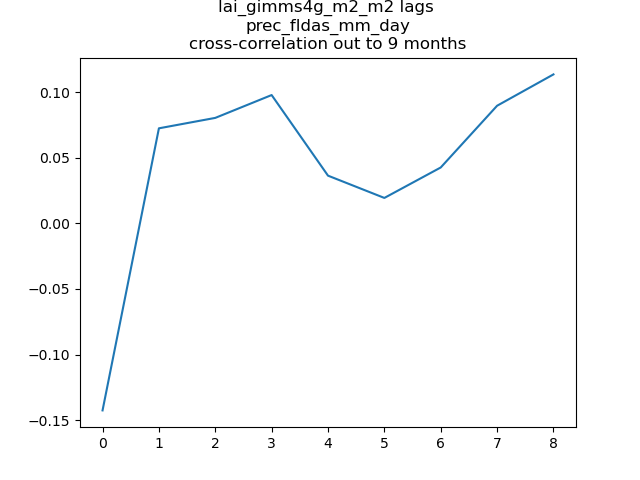 lai_gimms4g_m2_m2 lags
prec_fldas_mm_day
cross-correlation out to 9 months
0.10
0.05
0.00
−0.05
−0.10
−0.15
0 1 2 3 4 5 6 7 8